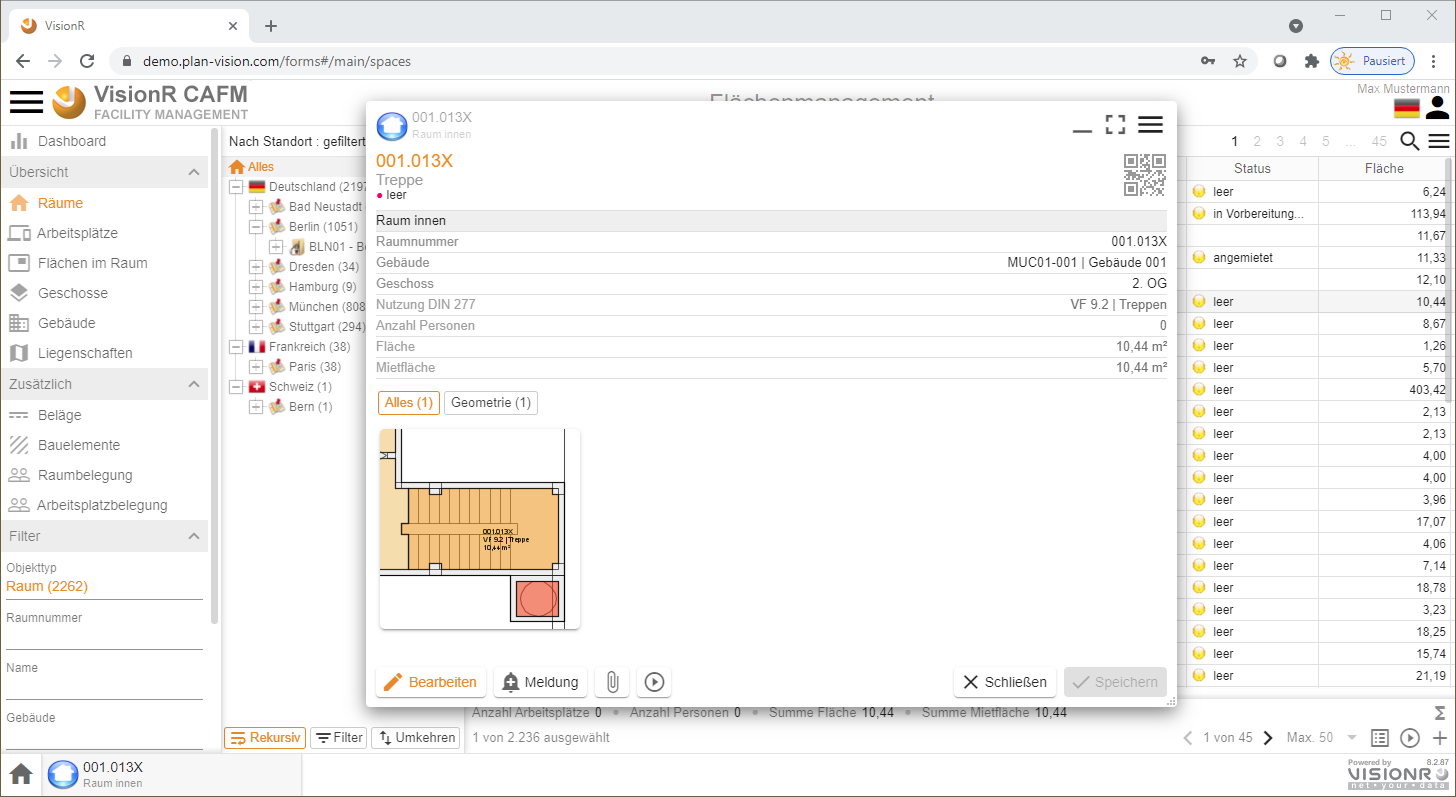 VisionR
demo.plan-vision.com/forms#/main/spaces
Pausiert
VisionR CAFM
FACILITY MANAGEMENT
Flächenmanagement
Max Mustermann
Dashboard
Übersicht
Räume
Arbeitsplätze
Flächen im Raum
Geschosse
Gebäude
Liegenschaften
Zusätzlich
Beläge
Bauelemente
Raumbelegung
Arbeitsplatzbelegung
Filter
Objekttyp
Raum (2262)
Raumnummer
Name
Gebäude
Nach Standort : gefiltert
Alles
Deutschland (2197
Bad Neustadt
Berlin (1051)
BLN01 - B
Dresden (34)
Hamburg (9)
München (808
Stuttgart (294)
Frankreich (38)
Paris (38)
Schweiz (1)
Bern (1)
Rekursiv
Filter
Umkehren
001.013X
Raum innen
001.013X
Treppe
leer
Raum innen
Raumnummer 001.013X
Gebäude MUC01-001 | Gebäude 001
Geschoss 2. OG
Nutzung DIN 277 VF 9.2 | Treppen
Anzahl Personen 0
Fläche 10,44 m²
Mietfläche 10,44 m²
Alles (1) Geometrie (1)
001.013X
VF 9.2 | Treppe
10,44 m²
Bearbeiten Meldung Schließen Speichern
1 2 3 4 5 ... 45
Status Fläche
leer 6,24
in Vorbereitung... 113,94
11,67
angemietet 11,33
12,10
leer 10,44
leer 8,67
leer 1,26
leer 5,70
leer 403,42
leer 2,13
leer 2,13
leer 4,00
leer 4,00
leer 3,96
leer 17,07
leer 4,06
leer 7,14
leer 18,78
leer 3,23
leer 18,25
leer 15,74
leer 21,19
Anzahl Arbeitsplätze 0 • Anzahl Personen 0 • Summe Fläche 10,44 • Summe Mietfläche 10,44
Σ
1 von 2.236 ausgewählt
1 von 45
Max. 50
001.013X
Raum innen
Powered by 8.2.87
VISIONR
net·your·data